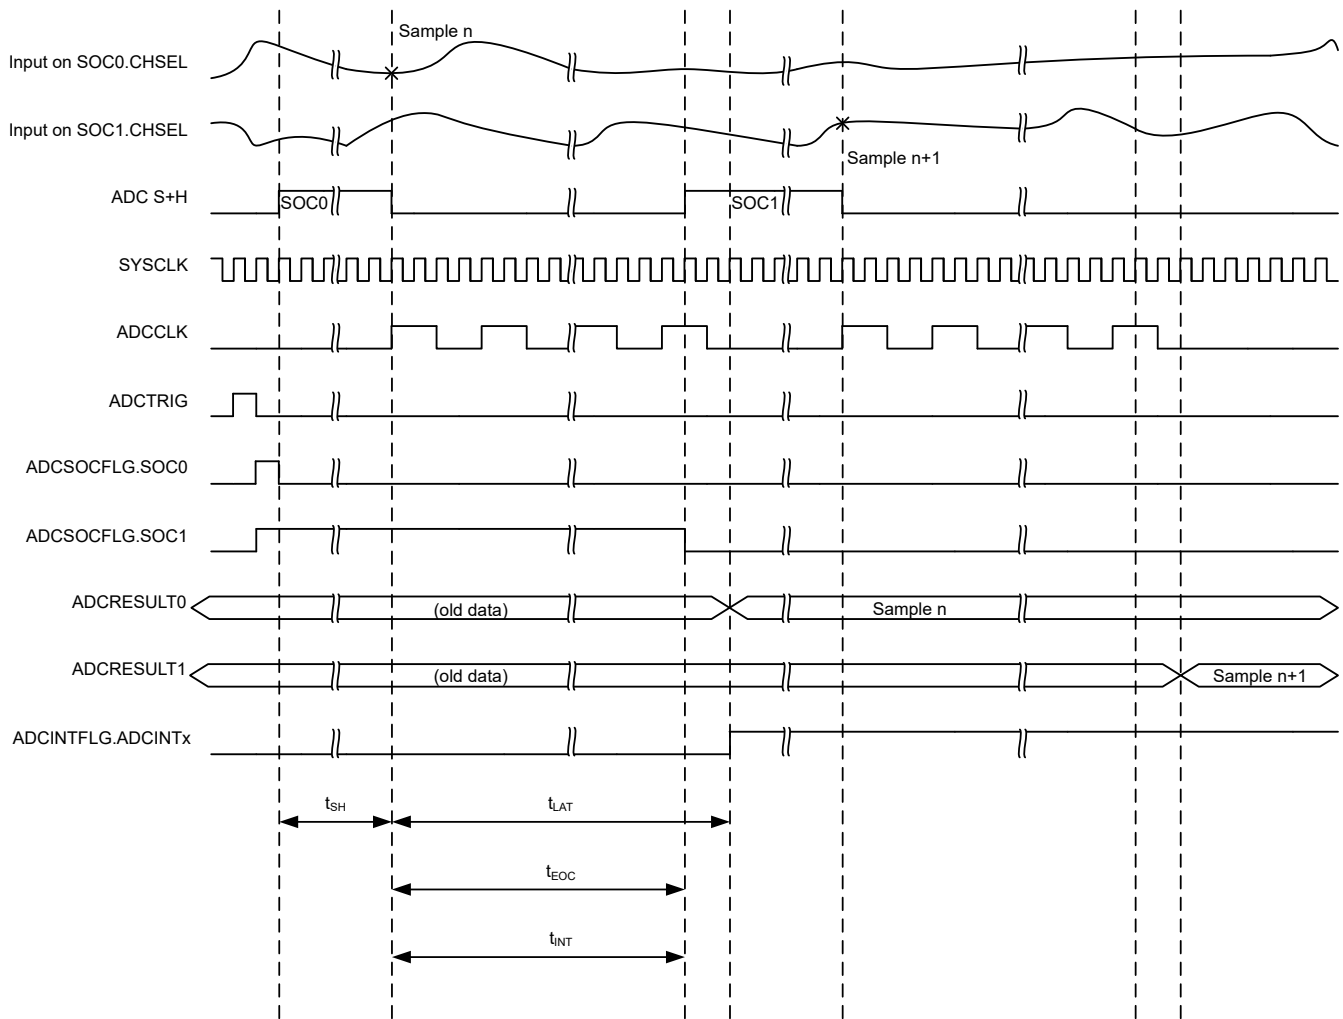 Sample n
Input on SOC0.CHSEL
Input on SOC1.CHSEL
Sample n+1
ADC S+H
SOC0
SOC1
SYSCLK
ADCCLK
ADCTRIG
ADCSOCFLG.SOC0
ADCSOCFLG.SOC1
ADCRESULT0
(old data)
Sample n
ADCRESULT1
(old data)
Sample n+1
ADCINTFLG.ADCINTx
tSH
tLAT
tEOC
tINT